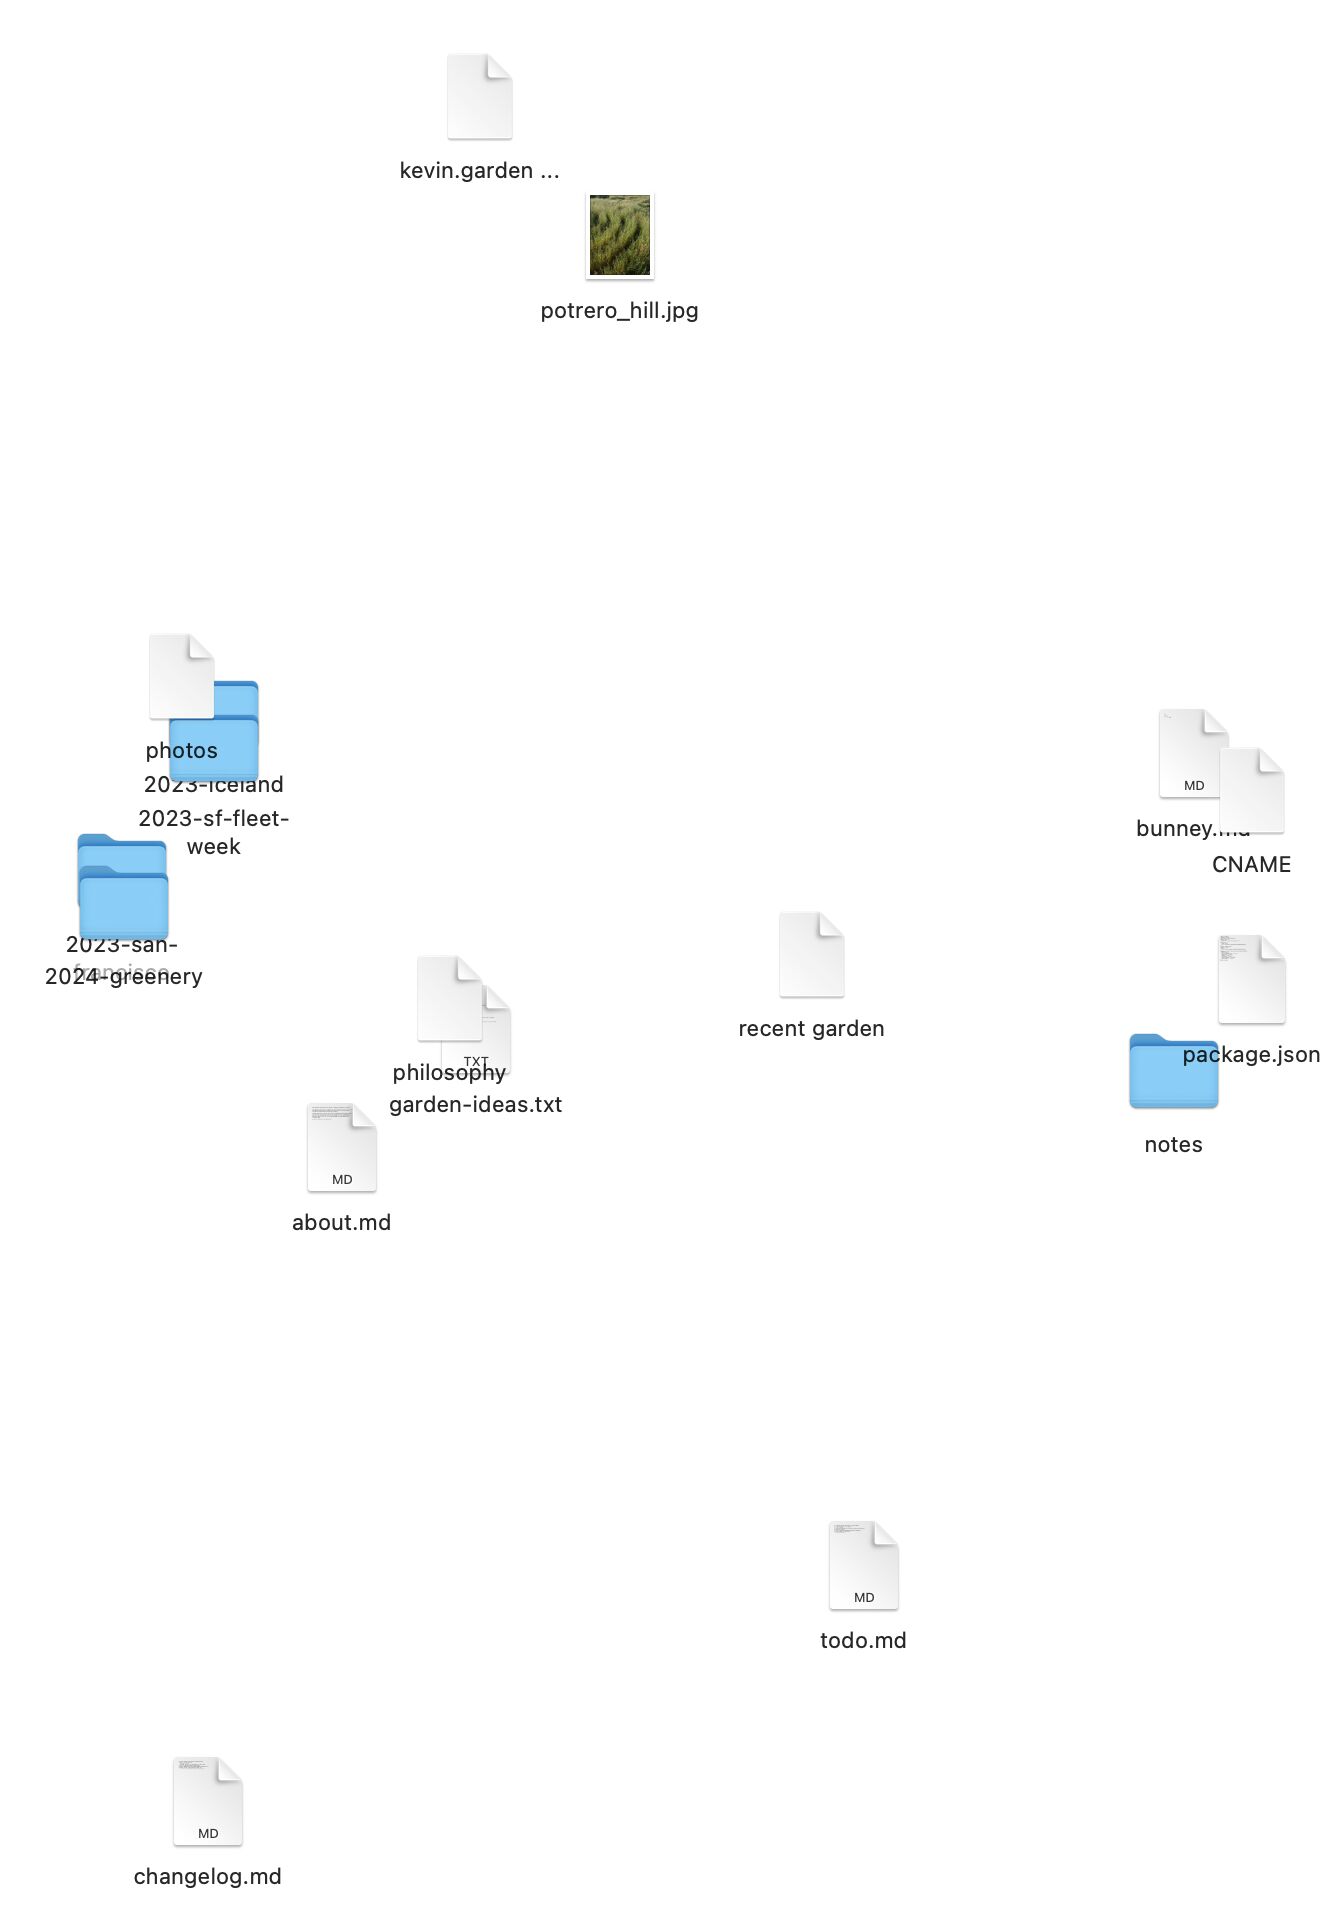 kevin.garden ...
potrero_hill.jpg
photos
2023-iceland
2023-sf-fleet-
week
2023-san-
francisco
2024-greenery
MD
bunney.md
CNAME
recent garden
package.json
notes
TXT
philosophy
garden-ideas.txt
MD
about.md
MD
todo.md
MD
changelog.md